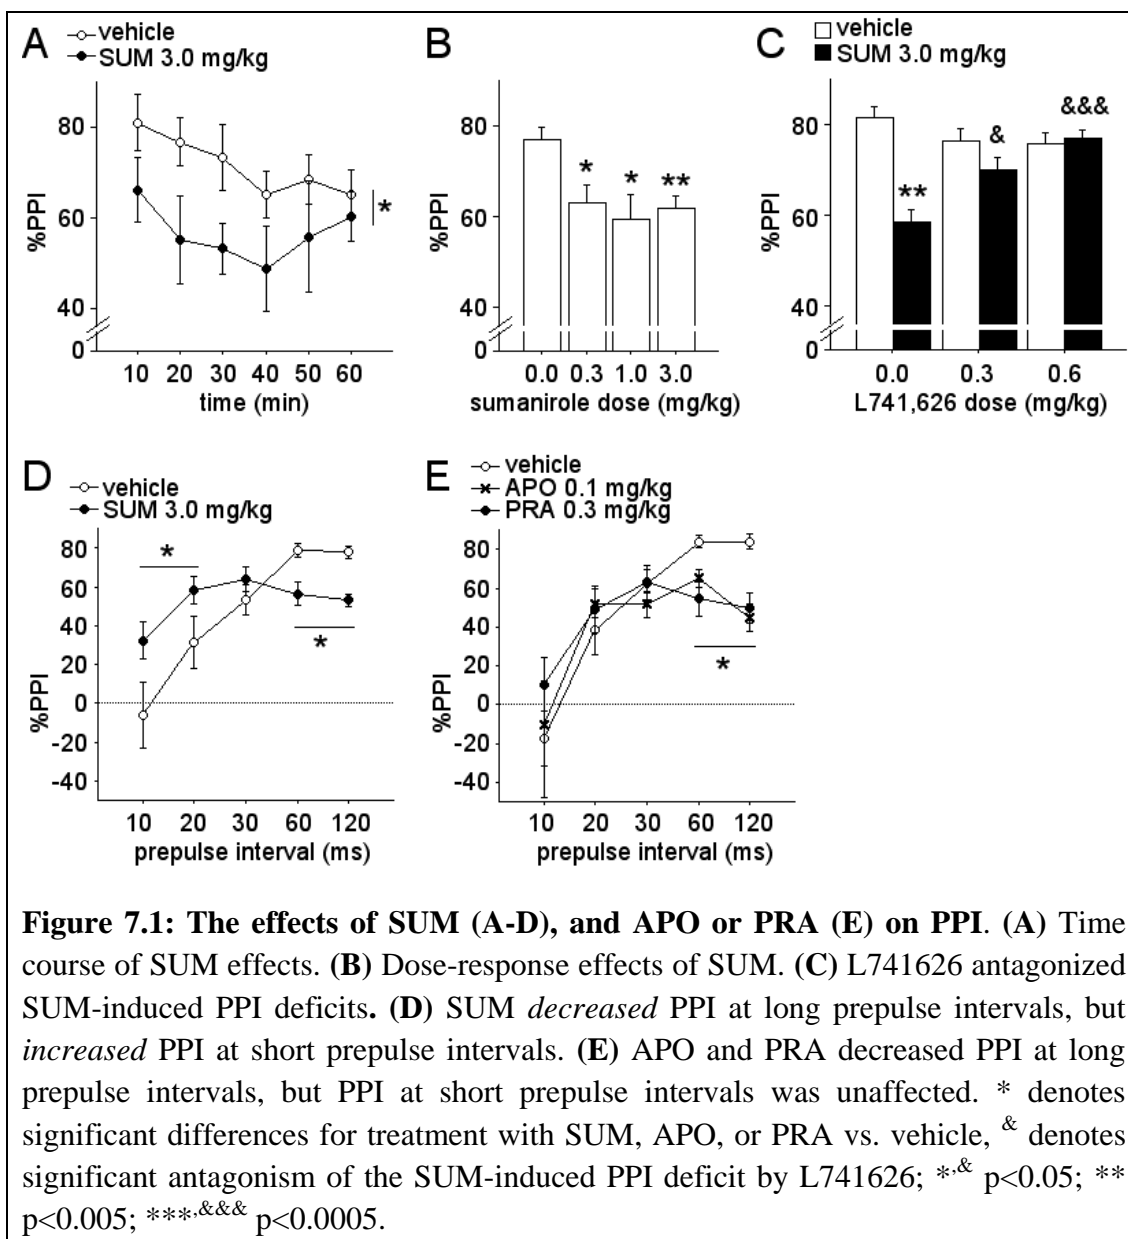 A
vehicle
SUM 3.0 mg/kg
%PPI
80
60
40
0
10 20 30 40 50 60
time (min)
*
B
%PPI
80
60
40
0
* * **
0.0 0.3 1.0 3.0
sumanirole dose (mg/kg)
C
vehicle
SUM 3.0 mg/kg
%PPI
80
60
40
0
** & &&&
0.0 0.3 0.6
L741,626 dose (mg/kg)
D
vehicle
SUM 3.0 mg/kg
%PPI
80
60
40
20
0
-20
-40
*
*
10 20 30 60 120
prepulse interval (ms)
E
vehicle
APO 0.1 mg/kg
PRA 0.3 mg/kg
%PPI
80
60
40
20
0
-20
-40
*
10 20 30 60 120
prepulse interval (ms)
Figure 7.1: The effects of SUM (A-D), and APO or PRA (E) on PPI. (A) Time
course of SUM effects. (B) Dose-response effects of SUM. (C) L741626 antagonized
SUM-induced PPI deficits. (D) SUM decreased PPI at long prepulse intervals, but
increased PPI at short prepulse intervals. (E) APO and PRA decreased PPI at long
prepulse intervals, but PPI at short prepulse intervals was unaffected. * denotes
significant differences for treatment with SUM, APO, or PRA vs. vehicle, & denotes
significant antagonism of the SUM-induced PPI deficit by L741626; *,& p<0.05; **
p<0.005; ***,&&& p<0.0005.